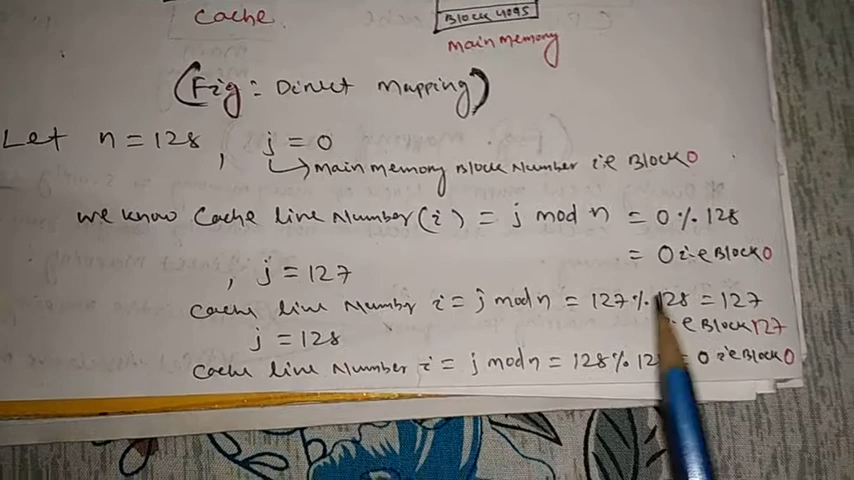 Cache
Block 4095
main memory
(Fig: Direct mapping)
Let n = 128 , j = 0
↳ main memory Block Number i.e Block 0
we know Cache line Number (i) = j mod n = 0 % 128
= 0 i.e Block 0
, j = 127
Cache line Number i = j mod n = 127 % 128 = 127
e Block 127
j = 128
Cache line Number i = j mod n = 128 % 12 = 0 i.e Block 0